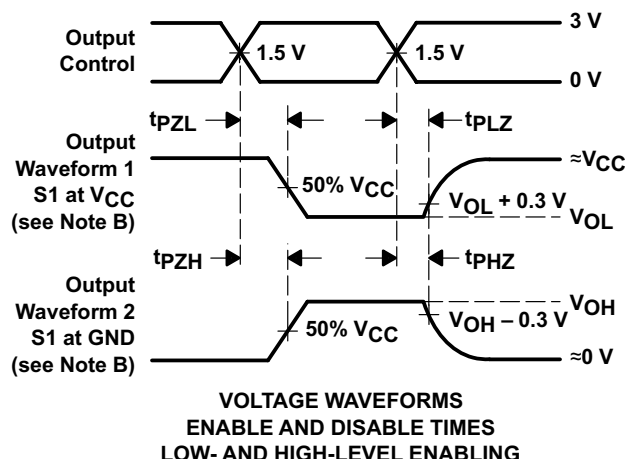 Output
Control
1.5 V
1.5 V
3 V
0 V
tPZL
tPLZ
Output
Waveform 1
S1 at VCC
(see Note B)
50% VCC
≈VCC
VOL + 0.3 V
VOL
tPZH
tPHZ
Output
Waveform 2
S1 at GND
(see Note B)
50% VCC
VOH
VOH – 0.3 V
≈0 V
VOLTAGE WAVEFORMS
ENABLE AND DISABLE TIMES
LOW- AND HIGH-LEVEL ENABLING